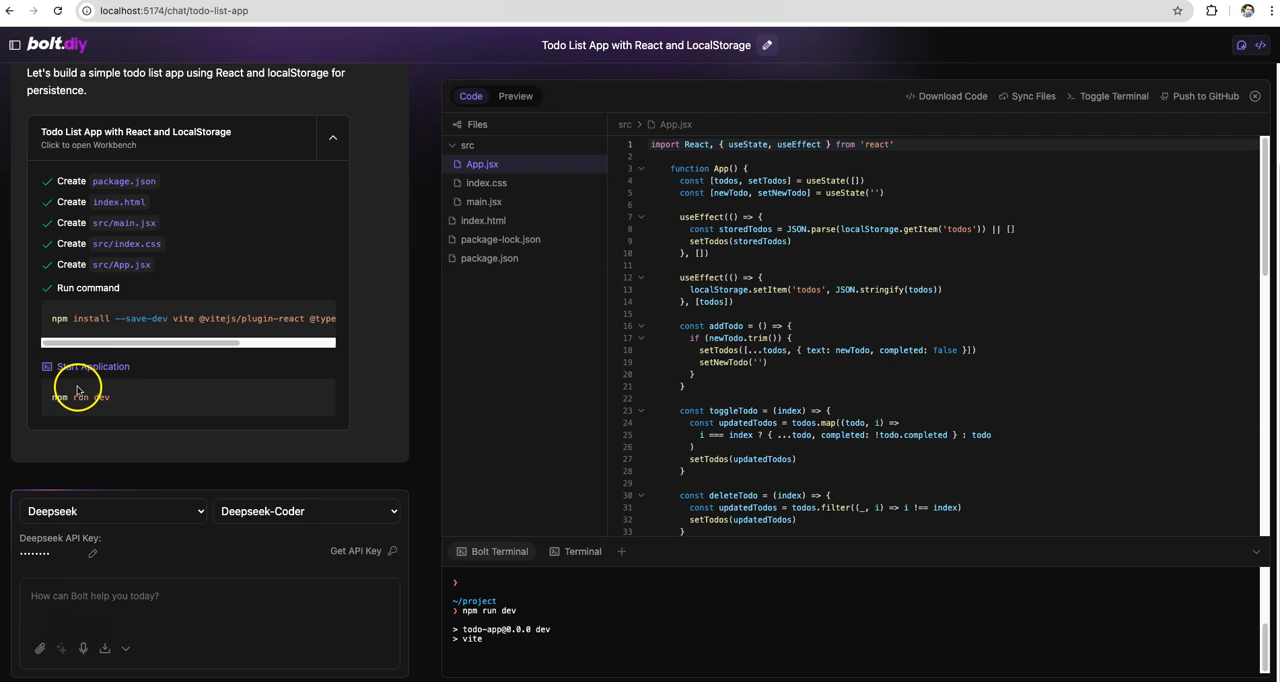 localhost:5174/chat/todo-list-app
bolt.diy
Todo List App with React and LocalStorage
Let's build a simple todo list app using React and localStorage for
persistence.
Todo List App with React and LocalStorage
Click to open Workbench
Create package.json
Create index.html
Create src/main.jsx
Create src/index.css
Create src/App.jsx
Run command
npm install --save-dev vite @vitejs/plugin-react @type
Start Application
npm run dev
Deepseek
Deepseek-Coder
Deepseek API Key:
Get API Key
How can Bolt help you today?
Code
Preview
Download Code
Sync Files
Toggle Terminal
Push to GitHub
Files
src
App.jsx
index.css
main.jsx
index.html
package-lock.json
package.json
src > App.jsx
1 import React, { useState, useEffect } from 'react'
2
3 function App() {
4 const [todos, setTodos] = useState([])
5 const [newTodo, setNewTodo] = useState('')
6
7 useEffect(() => {
8 const storedTodos = JSON.parse(localStorage.getItem('todos')) || []
9 setTodos(storedTodos)
10 }, [])
11
12 useEffect(() => {
13 localStorage.setItem('todos', JSON.stringify(todos))
14 }, [todos])
15
16 const addTodo = () => {
17 if (newTodo.trim()) {
18 setTodos([...todos, { text: newTodo, completed: false }])
19 setNewTodo('')
20 }
21 }
22
23 const toggleTodo = (index) => {
24 const updatedTodos = todos.map((todo, i) =>
25 i === index ? { ...todo, completed: !todo.completed } : todo
26 )
27 setTodos(updatedTodos)
28 }
29
30 const deleteTodo = (index) => {
31 const updatedTodos = todos.filter((_, i) => i !== index)
32 setTodos(updatedTodos)
33 }
Bolt Terminal
Terminal
❯
~/project
❯ npm run dev
> todo-app@0.0.0 dev
> vite